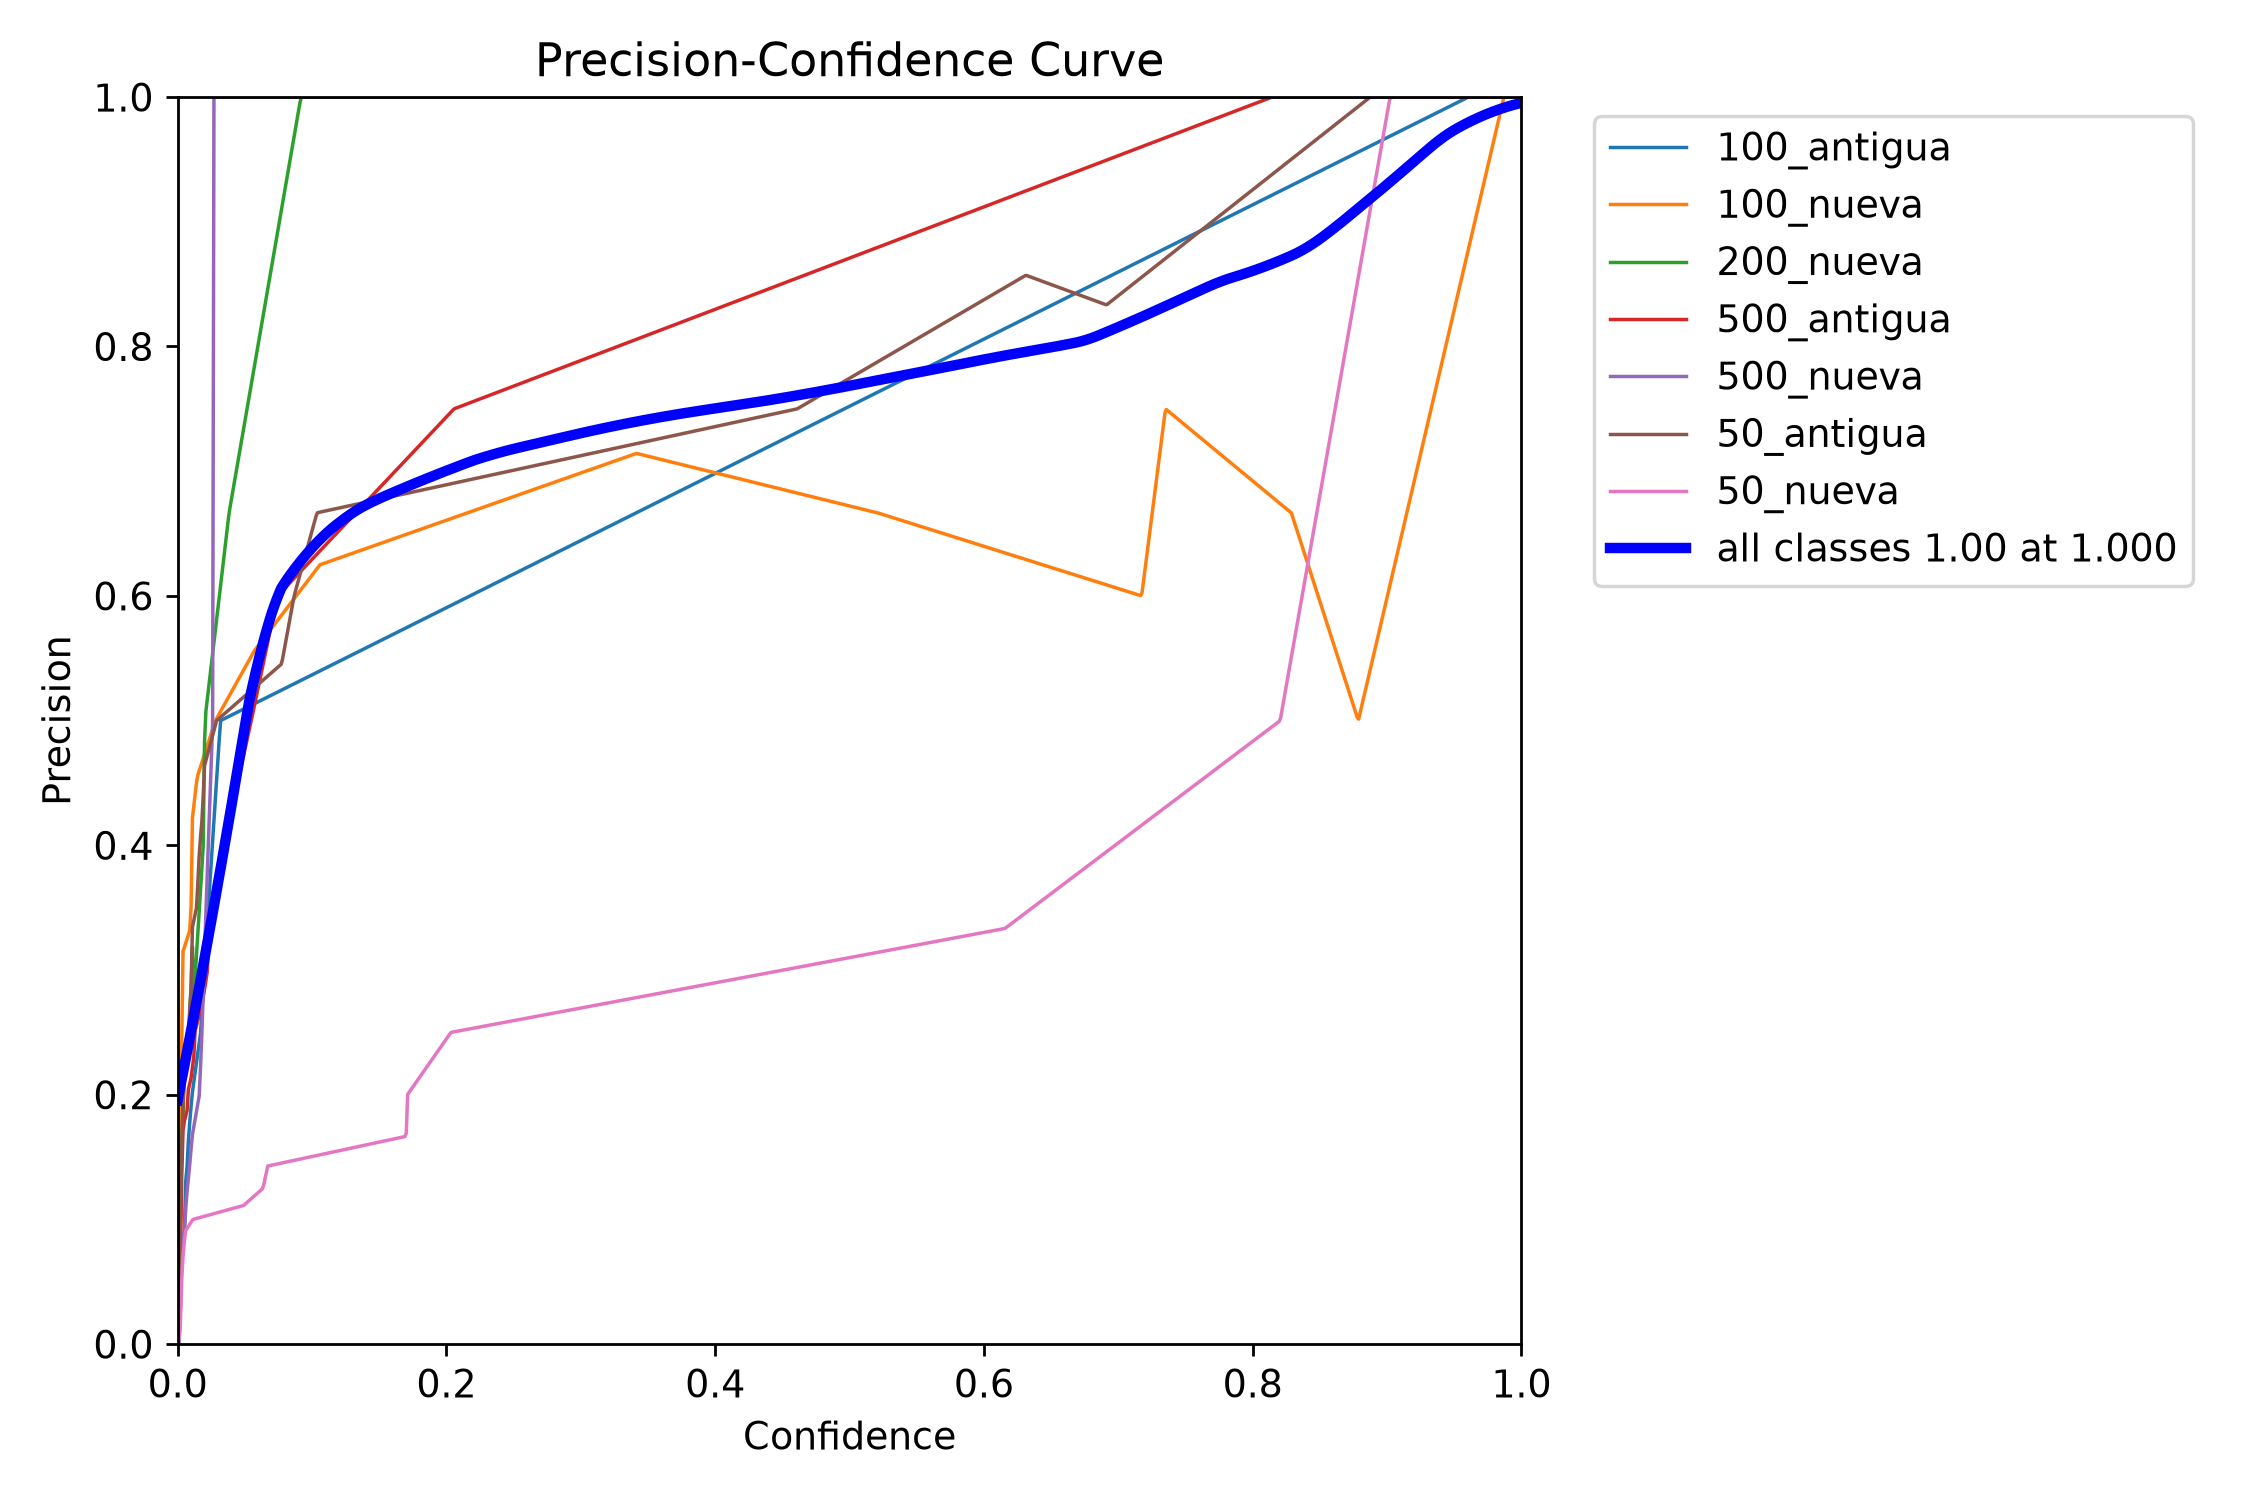 Precision-Confidence Curve
1.0
0.8
0.6
0.4
0.2
0.0
Precision
0.0 0.2 0.4 0.6 0.8 1.0
Confidence
100_antigua
100_nueva
200_nueva
500_antigua
500_nueva
50_antigua
50_nueva
all classes 1.00 at 1.000